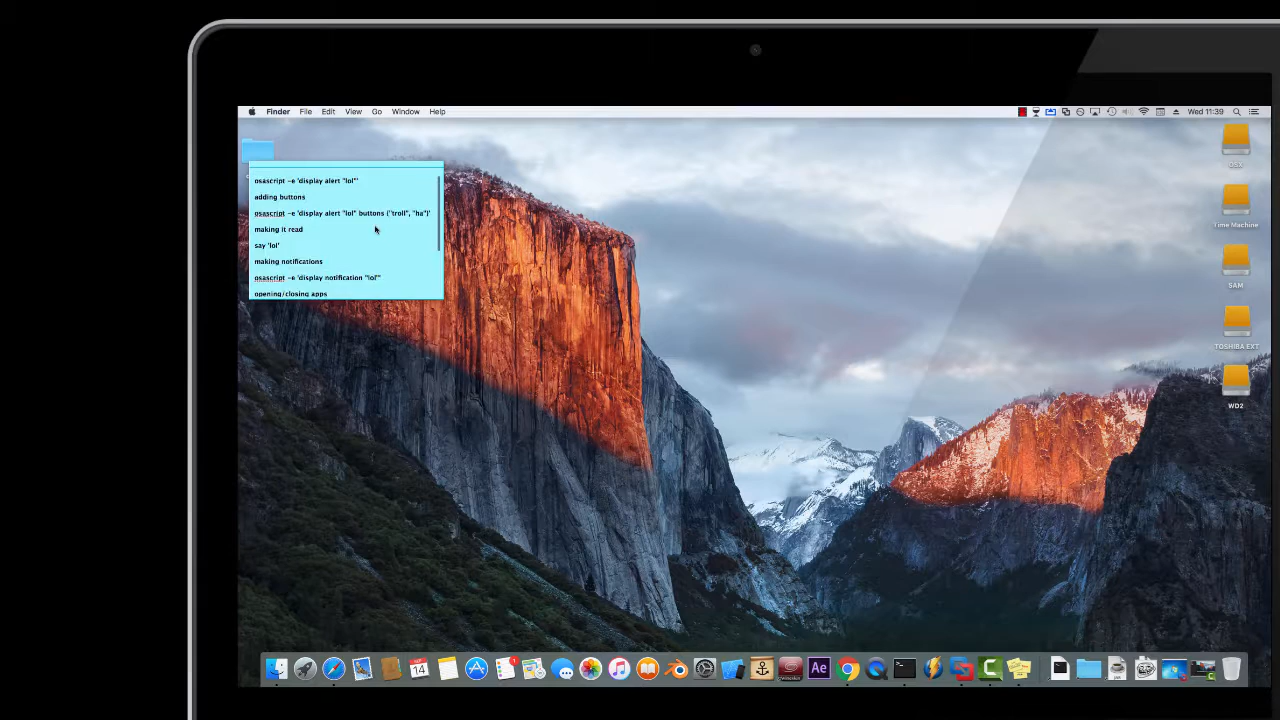 Finder File Edit View Go Window Help
Wed 11:39
osascript -e 'display alert "lol"'
adding buttons
osascript -e 'display alert "lol" buttons {"troll", "ha"}'
making it read
say 'lol'
making notifications
osascript -e 'display notification "lol"'
opening/closing apps
OSX
Time Machine
SAM
TOSHIBA EXT
WD2
14
Ae